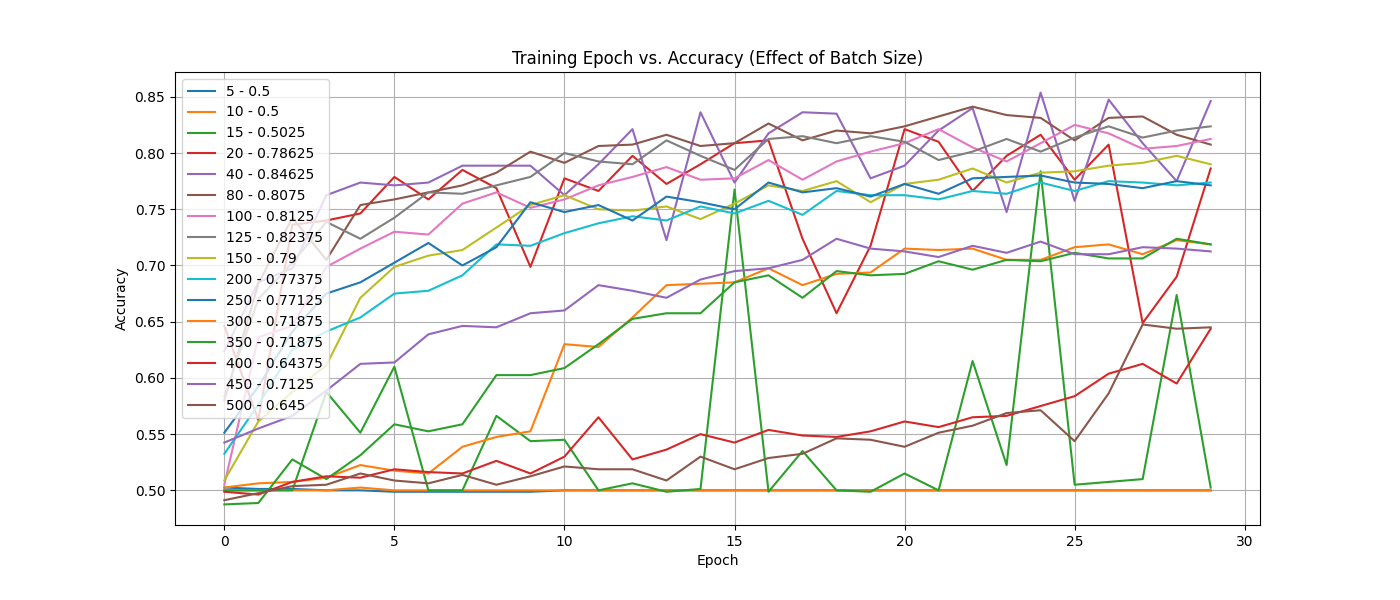 Training Epoch vs. Accuracy (Effect of Batch Size)
5 - 0.5
10 - 0.5
15 - 0.5025
20 - 0.78625
40 - 0.84625
80 - 0.8075
100 - 0.8125
125 - 0.82375
150 - 0.79
200 - 0.77375
250 - 0.77125
300 - 0.71875
350 - 0.71875
400 - 0.64375
450 - 0.7125
500 - 0.645
Accuracy
0.85
0.80
0.75
0.70
0.65
0.60
0.55
0.50
0 5 10 15 20 25 30
Epoch